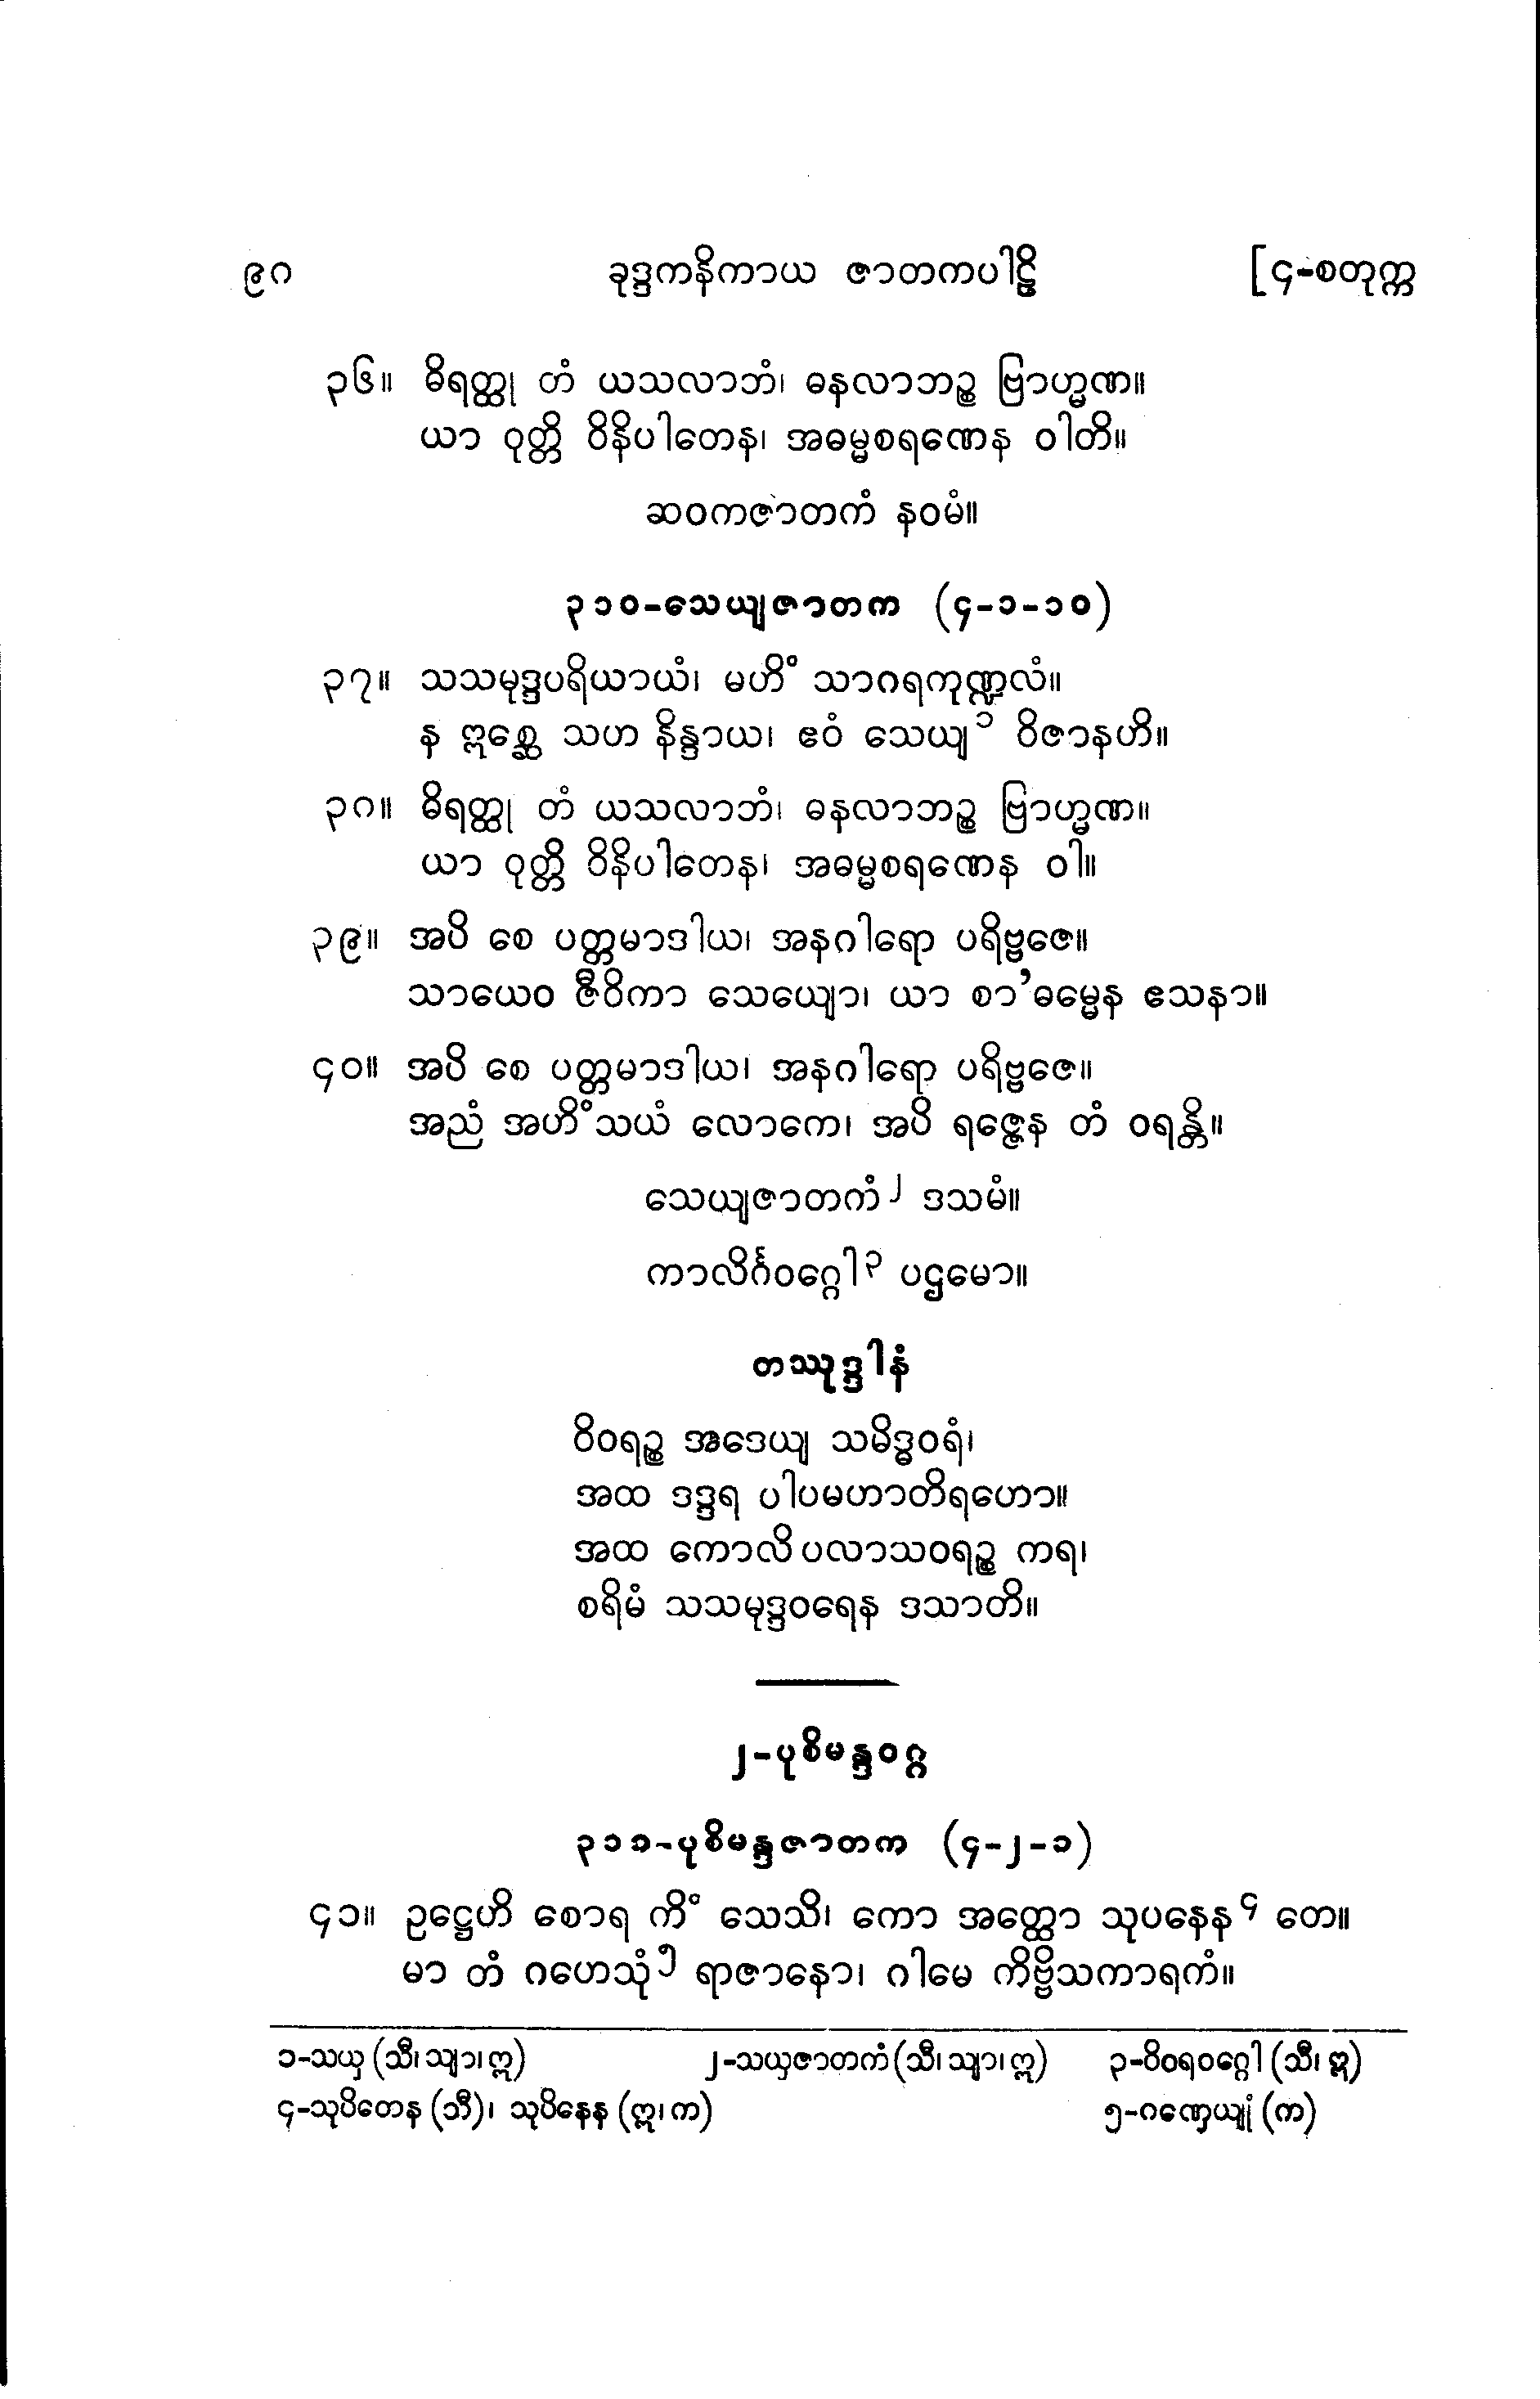 ၉၈ ခုဒ္ဒကနိကာယ ဇာတကပါဠိ [၄-စတုက္က
၃၆။ ဓိရတ္ထု တံ ယသလာဘံ၊ ဓနလာဘဉ္စ ဗြာဟ္မဏ။
ယာ ဝုတ္တိ ဝိနိပါတေန၊ အဓမ္မစရဏေန ဝါတိ။
ဆဝကဇာတကံ နဝမံ။
၃၁၀-သေယျဇာတက (၄-၁-၁၀)
၃၇။ သသမုဒ္ဒပရိယာယံ၊ မဟိံ သာဂရကုဏ္ဍလံ။
န ဣစ္ဆေ သဟ နိန္ဒာယ၊ ဧဝံ သေယျ ၁ ဝိဇာနဟိ။
၃၈။ ဓိရတ္ထု တံ ယသလာဘံ၊ ဓနလာဘဉ္စ ဗြာဟ္မဏ။
ယာ ဝုတ္တိ ဝိနိပါတေန၊ အဓမ္မစရဏေန ဝါ။
၃၉။ အပိ စေ ပတ္တမာဒါယ၊ အနဂါရော ပရိဗ္ဗဇေ။
သာယေဝ ဇီဝိကာ သေယျော၊ ယာ စာ’ဓမ္မေန ဧသနာ။
၄၀။ အပိ စေ ပတ္တမာဒါယ၊ အနဂါရော ပရိဗ္ဗဇေ။
အညံ အဟိံသယံ လောကေ၊ အပိ ရဇ္ဇေန တံ ဝရန္တိ။
သေယျဇာတကံ ၂ ဒသမံ။
ကာလိင်္ဂဝဂ္ဂေါ ၃ ပဌမော။
တဿုဒ္ဒါနံ
ဝိဝရဉ္စ အဒေယျ သမိဒ္ဓဝရံ၊
အထ ဒဒ္ဒရ ပါပမဟာတိရဟော။
အထ ကောလိ ပလာသဝရဉ္စ ကရ၊
စရိမံ သသမုဒ္ဒဝရေန ဒသာတိ။
၂-ပုစိမန္ဒဝဂ္ဂ
၃၁၁-ပုစိမန္ဒဇာတက (၄-၂-၁)
၄၁။ ဥဋ္ဌေဟိ စောရ ကိံ သေသိ၊ ကော အတ္ထော သုပနေန ၄ တေ။
မာ တံ ဂဟေသုံ ၅ ရာဇာနော၊ ဂါမေ ကိဗ္ဗိသကာရကံ။
၁-သယှ (သီ၊ သျာ၊ ဣ) ၂-သယှဇာတကံ (သီ၊ သျာ၊ ဣ) ၃-ဝိဝရဝဂ္ဂေါ (သီ၊ ဣ)
၄-သုပိတေန (သီ)၊ သုပိနေန (ဣ၊ က) ၅-ဂဏှေယျုံ (က)